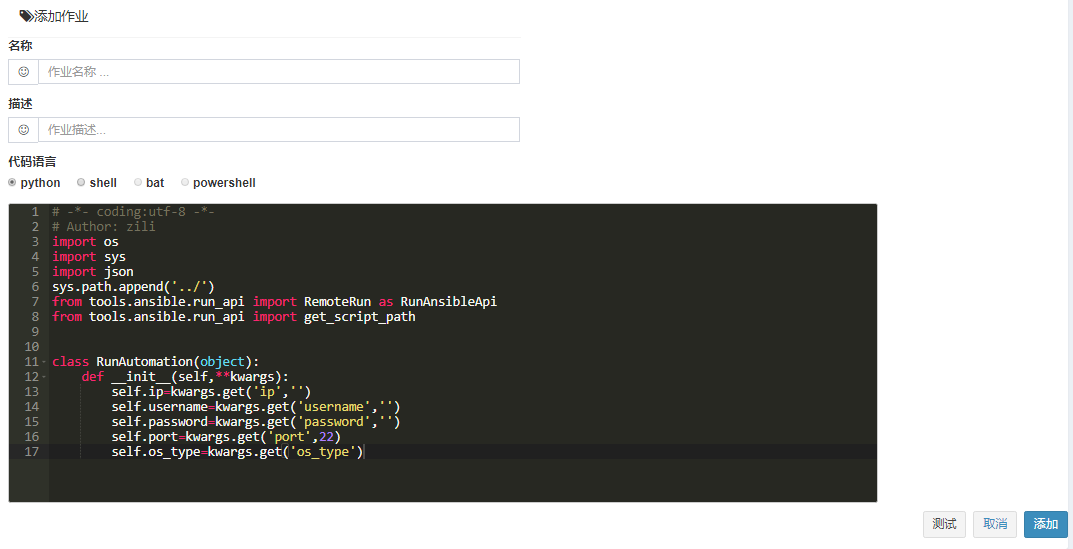 添加作业
名称
作业名称 ...
描述
作业描述...
代码语言
python shell bat powershell
1 # -*- coding:utf-8 -*-
2 # Author: zili
3 import os
4 import sys
5 import json
6 sys.path.append('../')
7 from tools.ansible.run_api import RemoteRun as RunAnsibleApi
8 from tools.ansible.run_api import get_script_path
9
10
11 class RunAutomation(object):
12     def __init__(self,**kwargs):
13         self.ip=kwargs.get('ip','')
14         self.username=kwargs.get('username','')
15         self.password=kwargs.get('password','')
16         self.port=kwargs.get('port',22)
17         self.os_type=kwargs.get('os_type')
测试 取消 添加